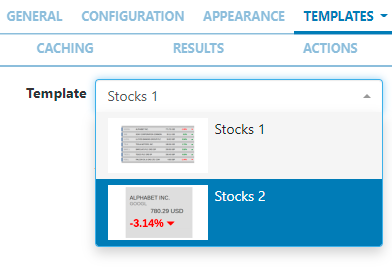 GENERAL CONFIGURATION APPEARANCE TEMPLATES
CACHING RESULTS ACTIONS
Template Stocks 1
Stocks 1
Stocks 2
ALPHABET INC.
GOOGL
780.29 USD
-3.14%